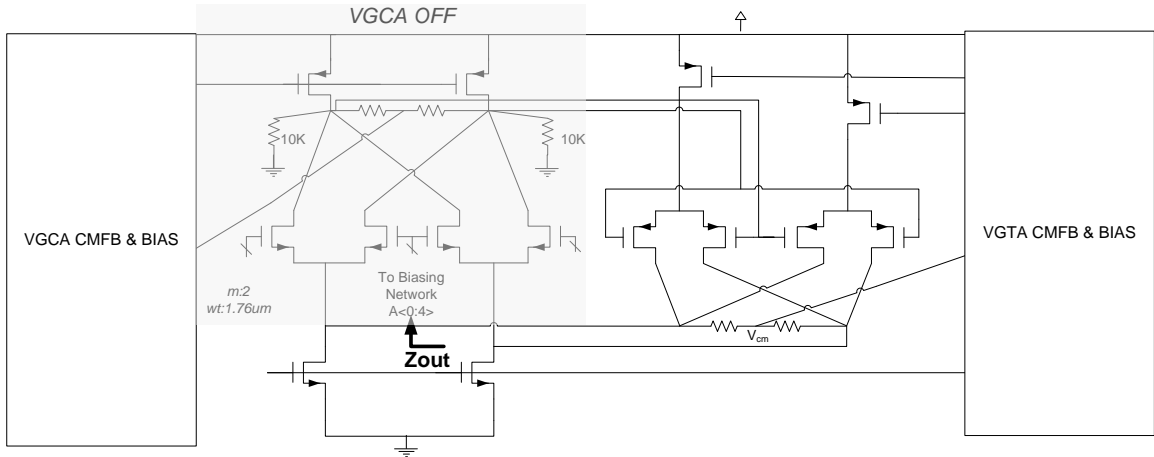 VGCA OFF
10K
10K
VGCA CMFB & BIAS
VGTA CMFB & BIAS
To Biasing
Network
A<0:4>
m:2
wt:1.76um
Zout
Vcm